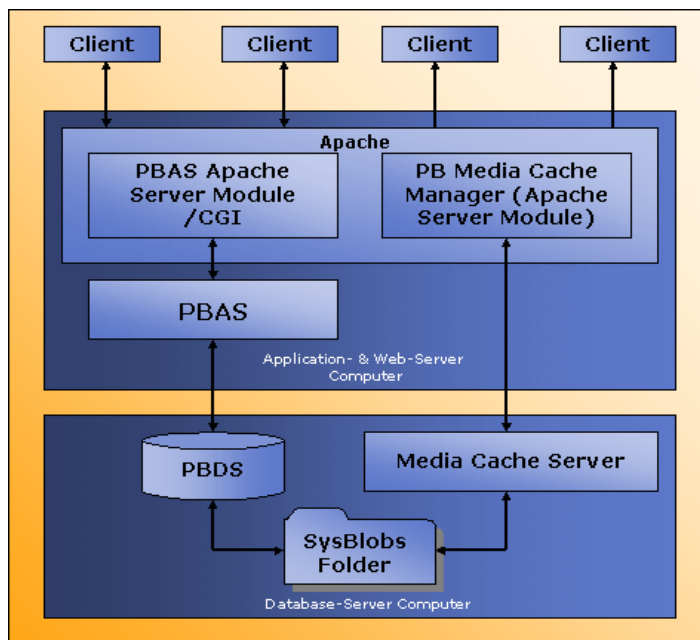 Client
Client
Client
Client
Apache
PBAS Apache
Server Module
/CGI
PB Media Cache
Manager (Apache
Server Module)
PBAS
Application- & Web-Server
Computer
PBDS
Media Cache Server
SysBlobs
Folder
Database-Server Computer